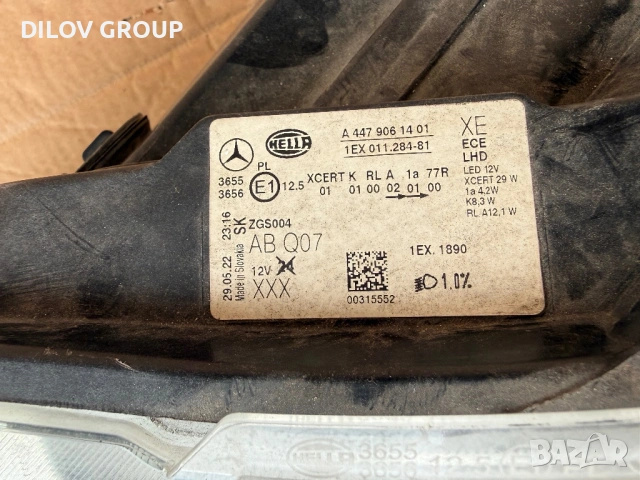 DILOV GROUP
HELLA
A 447 906 14 01
1EX 011.284-81
XE
ECE
LHD
LED 12V
XCERT 29 W
1a 4,2W
K8,3 W
RL A12,1 W
PL
3655
3656
E1
12.5
XCERT K RL A 1a 77R
01 01 00 02 01 00
ZGS004
AB Q07
12V 24
XXX
SK
29.05.22 23:16
Made in Slovakia
00315552
1EX. 1890
1.0%
HELLA
3655
BAZAR
bg